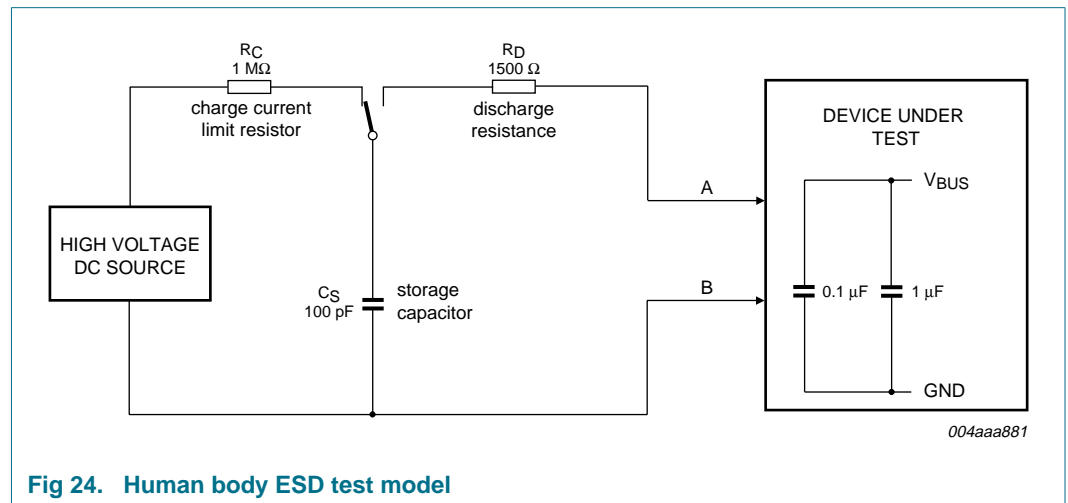 RC
1 MΩ
charge current
limit resistor
RD
1500 Ω
discharge
resistance
DEVICE UNDER
TEST
VBUS
A
HIGH VOLTAGE
DC SOURCE
CS
100 pF
storage
capacitor
B
0.1 μF
1 μF
GND
004aaa881
Fig 24. Human body ESD test model